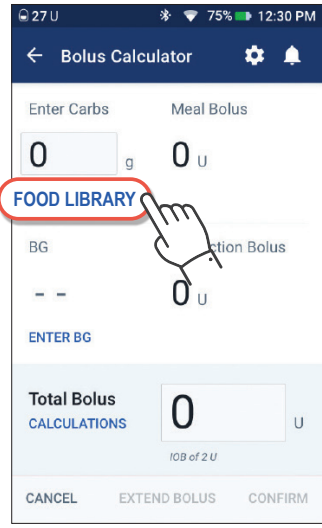 27 U 75% 12:30 PM
Bolus Calculator
Enter Carbs Meal Bolus
0 g 0 U
FOOD LIBRARY
BG ction Bolus
-- 0 U
ENTER BG
Total Bolus 0 U
CALCULATIONS
IOB of 2 U
CANCEL EXTEND BOLUS CONFIRM